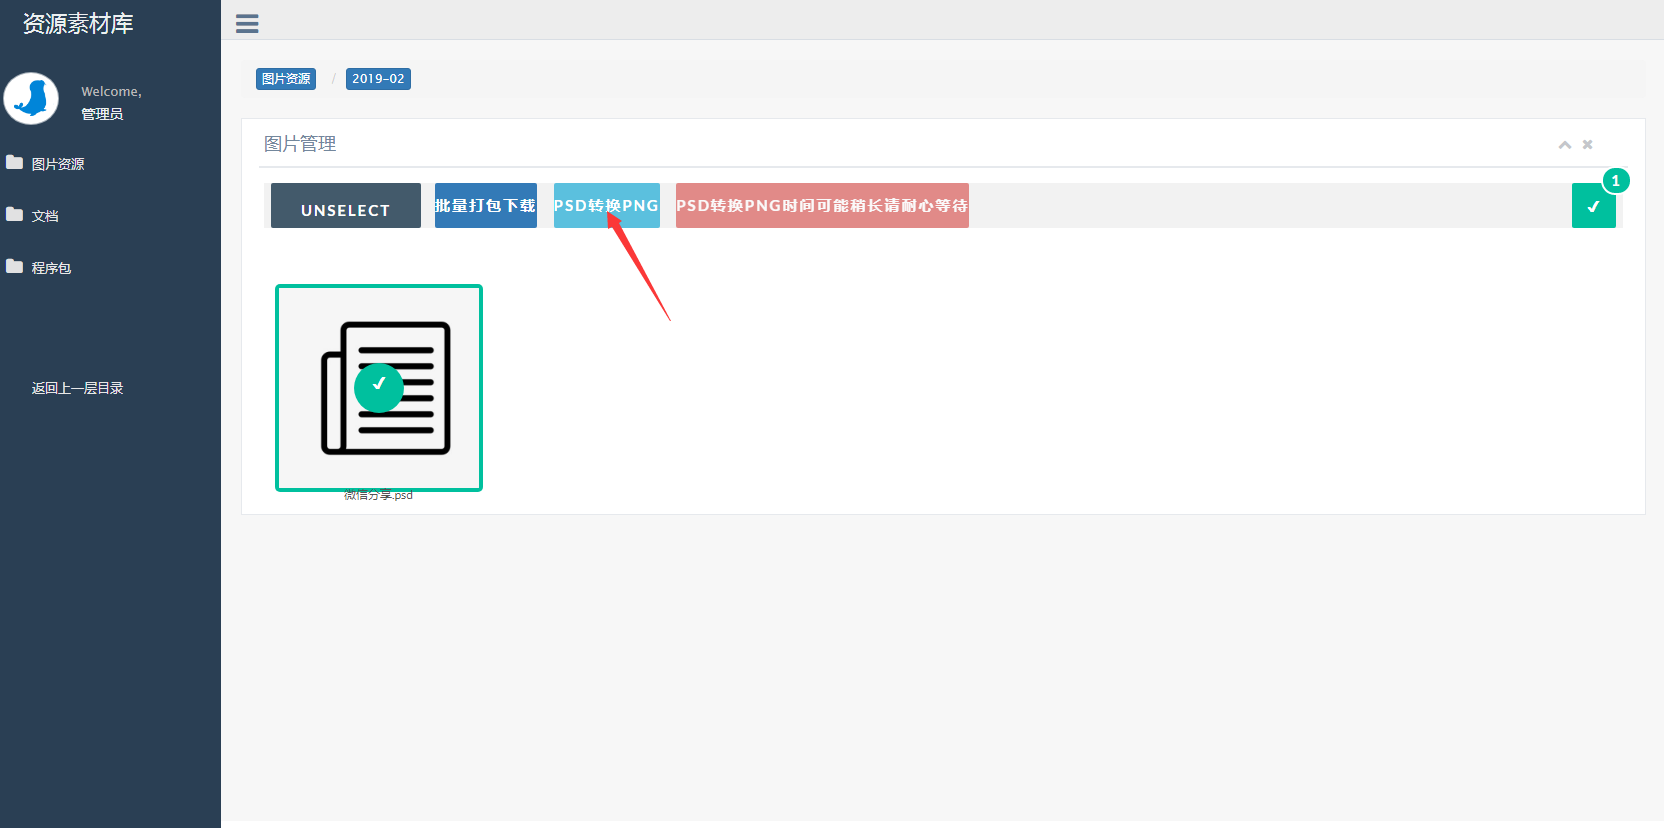 资源素材库
Welcome,
管理员
图片资源
文档
程序包
返回上一层目录
图片资源 / 2019-02
图片管理
UNSELECT 批量打包下载 PSD转换PNG PSD转换PNG时间可能稍长请耐心等待 1
微信分享.psd